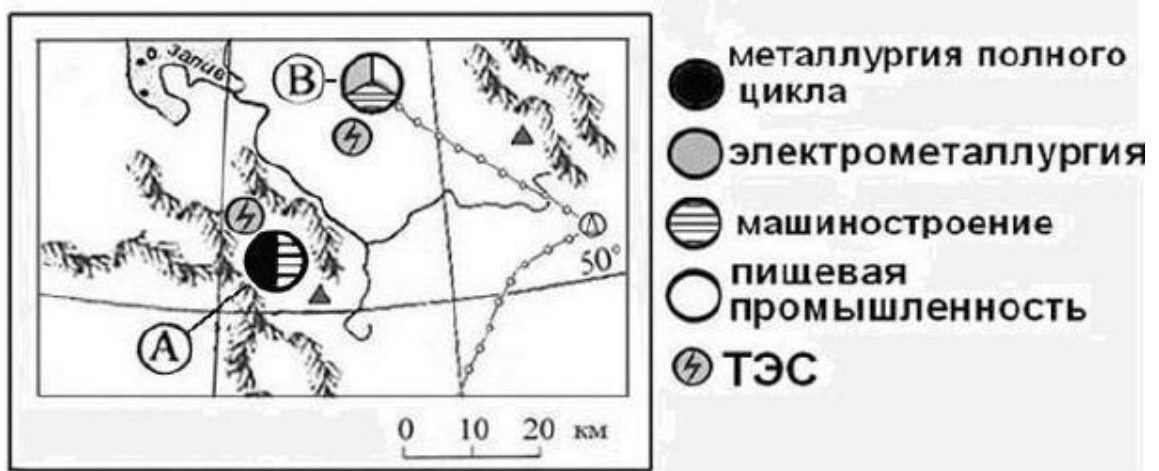 залив
В
А
50°
0 10 20 км
металлургия полного
цикла
электрометаллургия
машиностроение
пищевая
промышленность
ТЭС